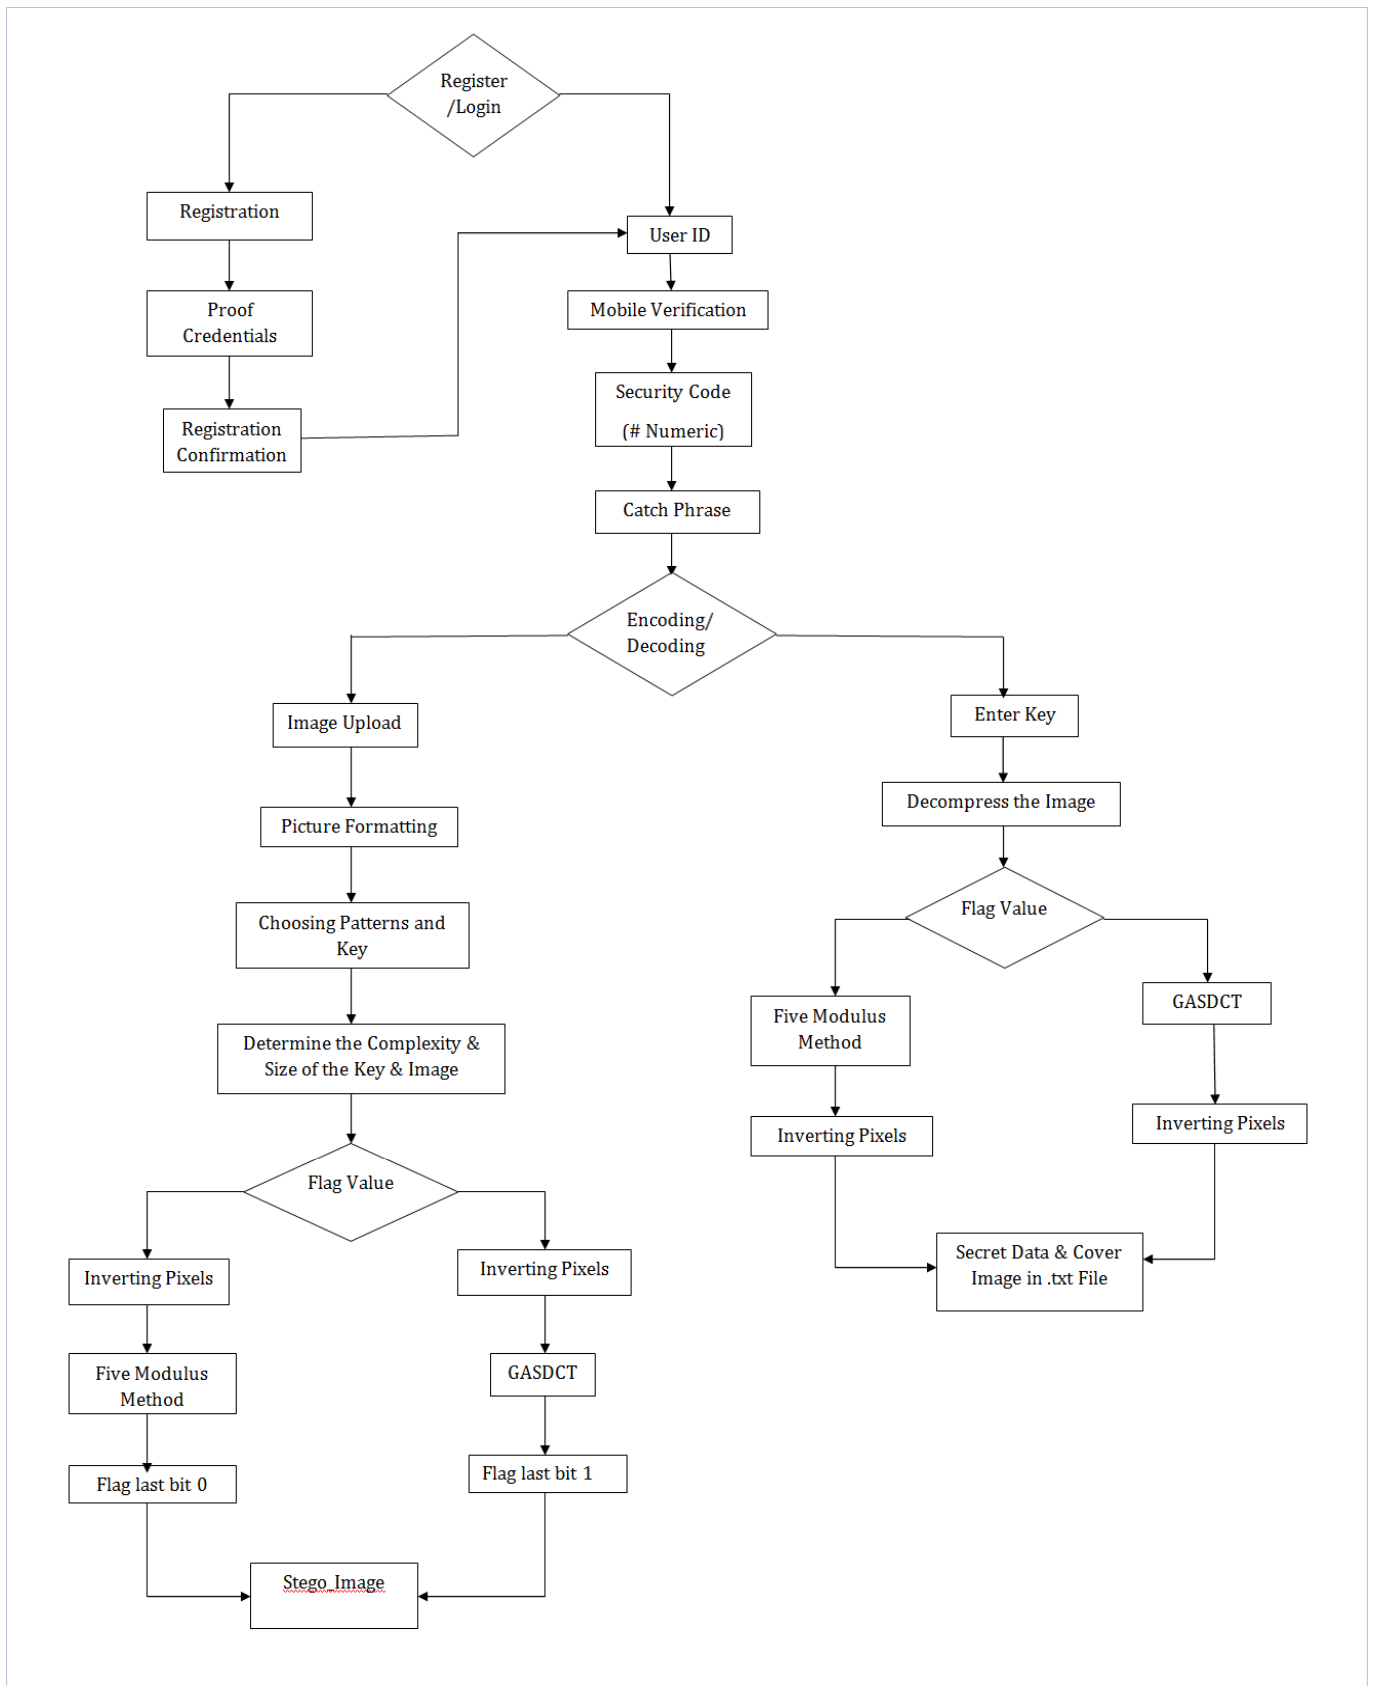 Register
/Login
Registration
User ID
Proof
Credentials
Mobile Verification
Security Code
(# Numeric)
Registration
Confirmation
Catch Phrase
Encoding/
Decoding
Image Upload
Enter Key
Picture Formatting
Decompress the Image
Choosing Patterns and
Key
Flag Value
Determine the Complexity &
Size of the Key & Image
Five Modulus
Method
GASDCT
Inverting Pixels
Inverting Pixels
Flag Value
Secret Data & Cover
Image in .txt File
Inverting Pixels
Inverting Pixels
Five Modulus
Method
GASDCT
Flag last bit 0
Flag last bit 1
Stego_Image